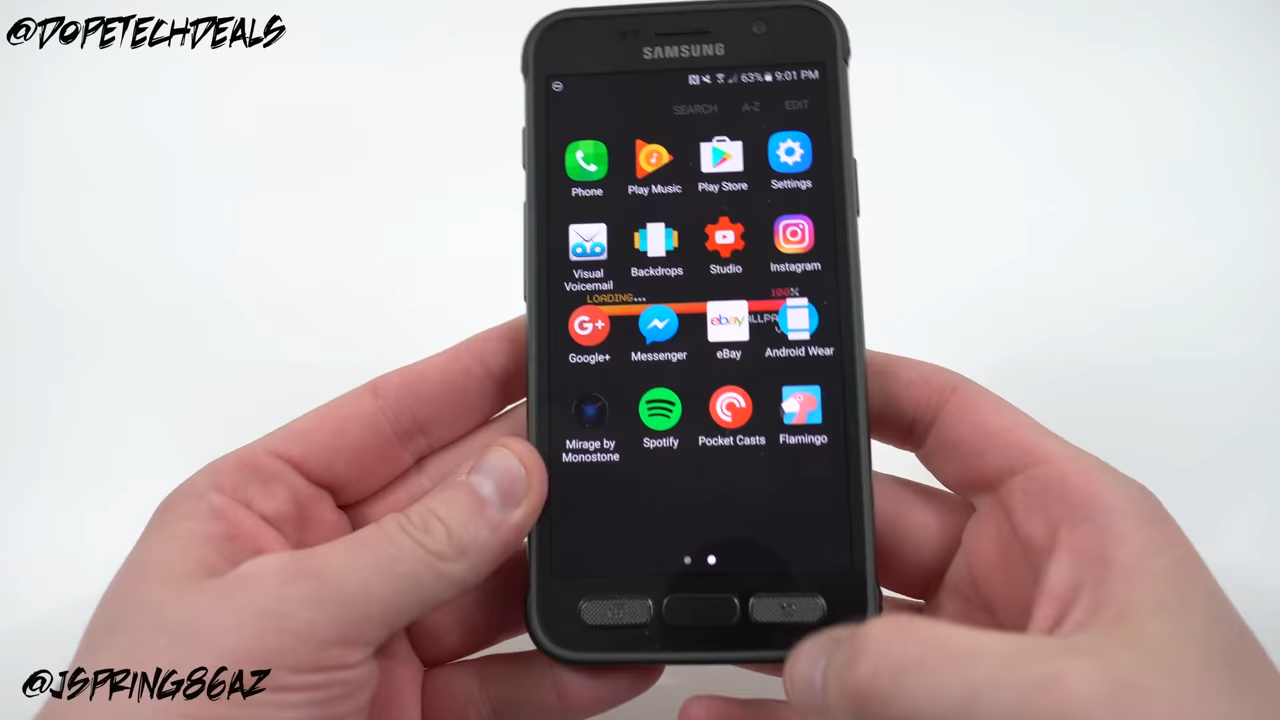 @DOPETECHDEALS
SAMSUNG
63% 9:01 PM
SEARCH A-Z EDIT
Phone Play Music Play Store Settings
Visual Voicemail Backdrops Studio Instagram
LOADING... 100%
ebay
G+
Google+ Messenger eBay Android Wear
Mirage by Monostone Spotify Pocket Casts Flamingo
@JSPRING86AZ